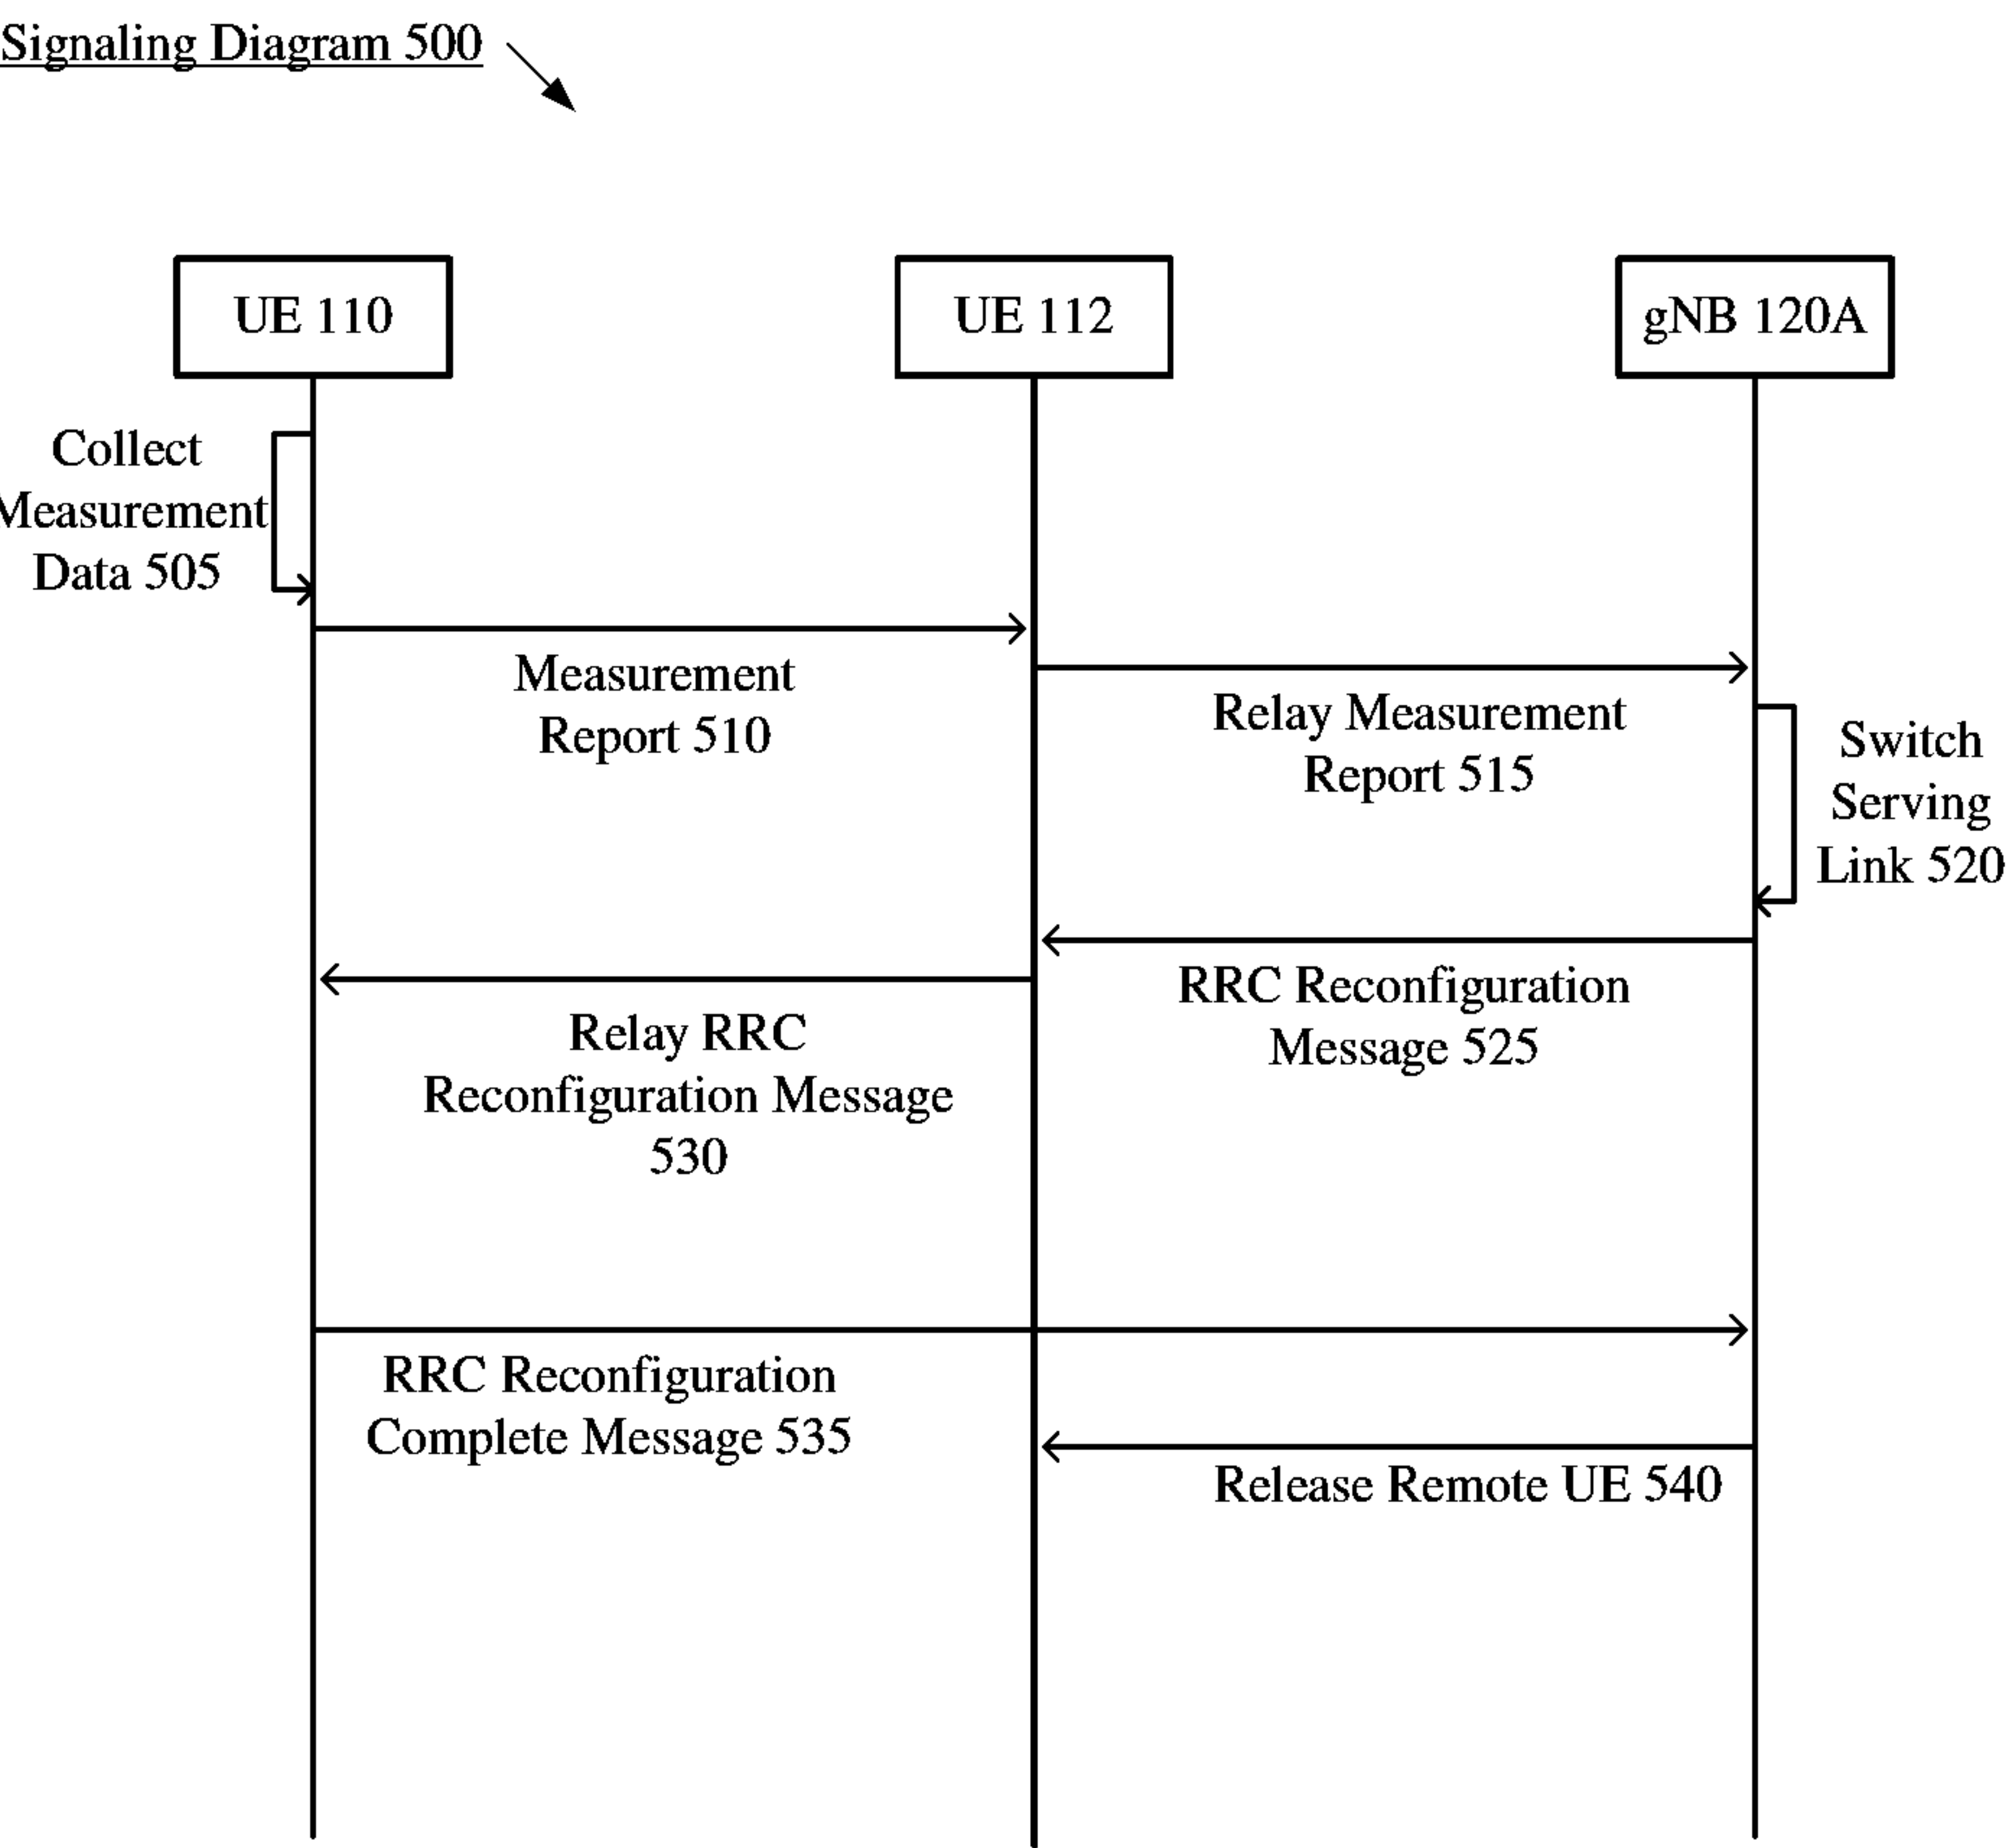 Signaling Diagram 500
UE 110
UE 112
gNB 120A
Collect
Measurement
Data 505
Measurement
Report 510
Relay Measurement
Report 515
Switch
Serving
Link 520
RRC Reconfiguration
Message 525
Relay RRC
Reconfiguration Message
530
RRC Reconfiguration
Complete Message 535
Release Remote UE 540